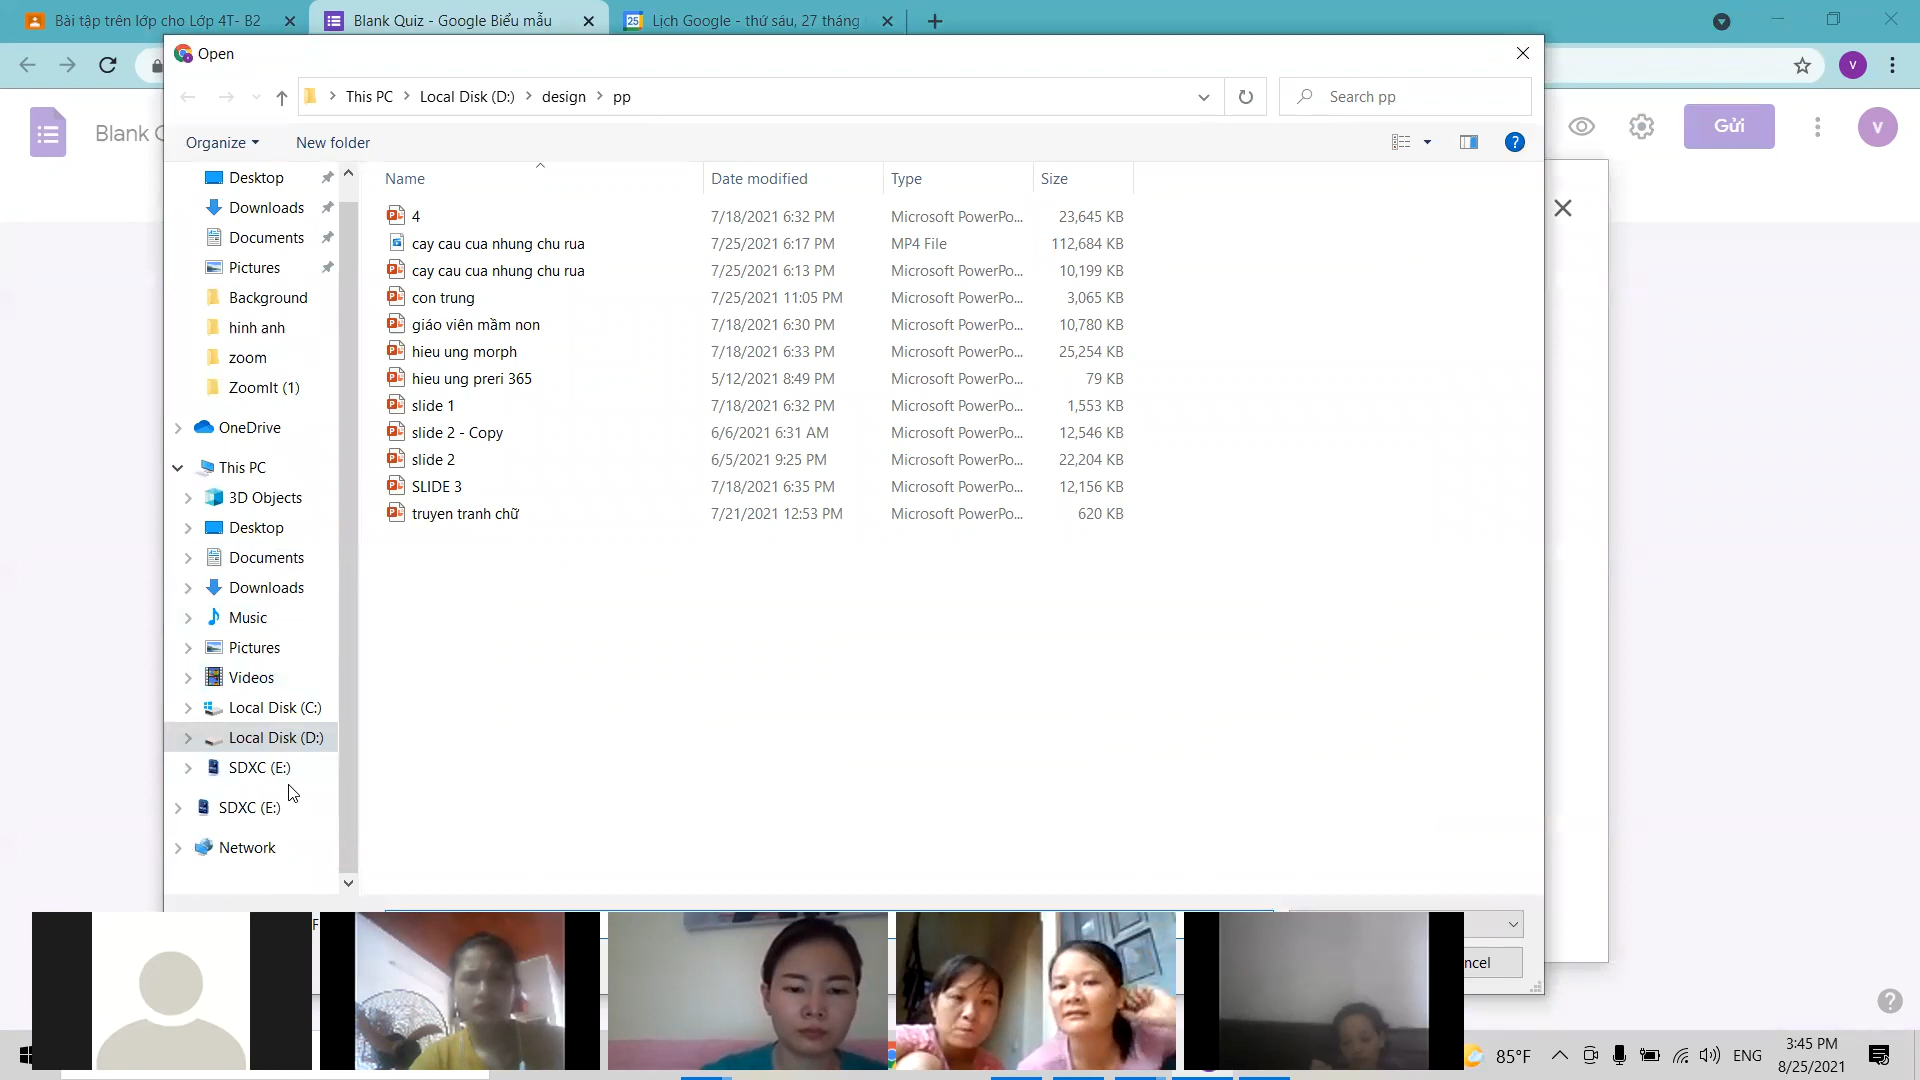 Bài tập trên lớp cho Lớp 4T- B2
Blank Quiz - Google Biểu mẫu
25
Lịch Google - thứ sáu, 27 tháng
Open
V
This PC
Local Disk (D:)
design
pp
Search pp
Blank Q
Gửi
V
Organize
New folder
?
Name
Date modified
Type
Size
Desktop
Downloads
Documents
Pictures
Background
hinh anh
zoom
ZoomIt (1)
OneDrive
This PC
3D Objects
Desktop
Documents
Downloads
Music
Pictures
Videos
Local Disk (C:)
Local Disk (D:)
SDXC (E:)
SDXC (E:)
Network
4 7/18/2021 6:32 PM Microsoft PowerPo... 23,645 KB
cay cau cua nhung chu rua 7/25/2021 6:17 PM MP4 File 112,684 KB
cay cau cua nhung chu rua 7/25/2021 6:13 PM Microsoft PowerPo... 10,199 KB
con trung 7/25/2021 11:05 PM Microsoft PowerPo... 3,065 KB
giáo viên mầm non 7/18/2021 6:30 PM Microsoft PowerPo... 10,780 KB
hieu ung morph 7/18/2021 6:33 PM Microsoft PowerPo... 25,254 KB
hieu ung preri 365 5/12/2021 8:49 PM Microsoft PowerPo... 79 KB
slide 1 7/18/2021 6:32 PM Microsoft PowerPo... 1,553 KB
slide 2 - Copy 6/6/2021 6:31 AM Microsoft PowerPo... 12,546 KB
slide 2 6/5/2021 9:25 PM Microsoft PowerPo... 22,204 KB
SLIDE 3 7/18/2021 6:35 PM Microsoft PowerPo... 12,156 KB
truyen tranh chữ 7/21/2021 12:53 PM Microsoft PowerPo... 620 KB
F
ncel
?
85°F
ENG
3:45 PM
8/25/2021